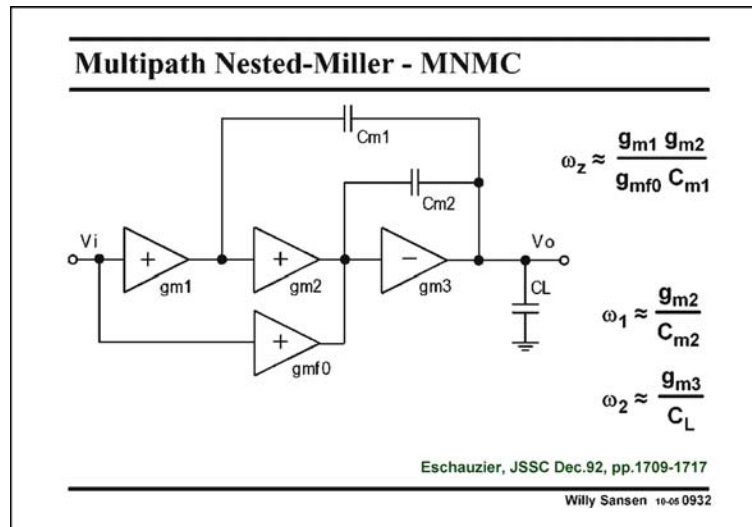 Multipath Nested-Miller - MNMC
Cm1
Cm2
Vi
+
gm1
+
gm2
−
gm3
Vo
CL
+
gmf0
ωz ≈ gm1 gm2 / gmf0 Cm1
ω1 ≈ gm2 / Cm2
ω2 ≈ gm3 / CL
Eschauzier, JSSC Dec.92, pp.1709-1717
Willy Sansen 10-05 0932